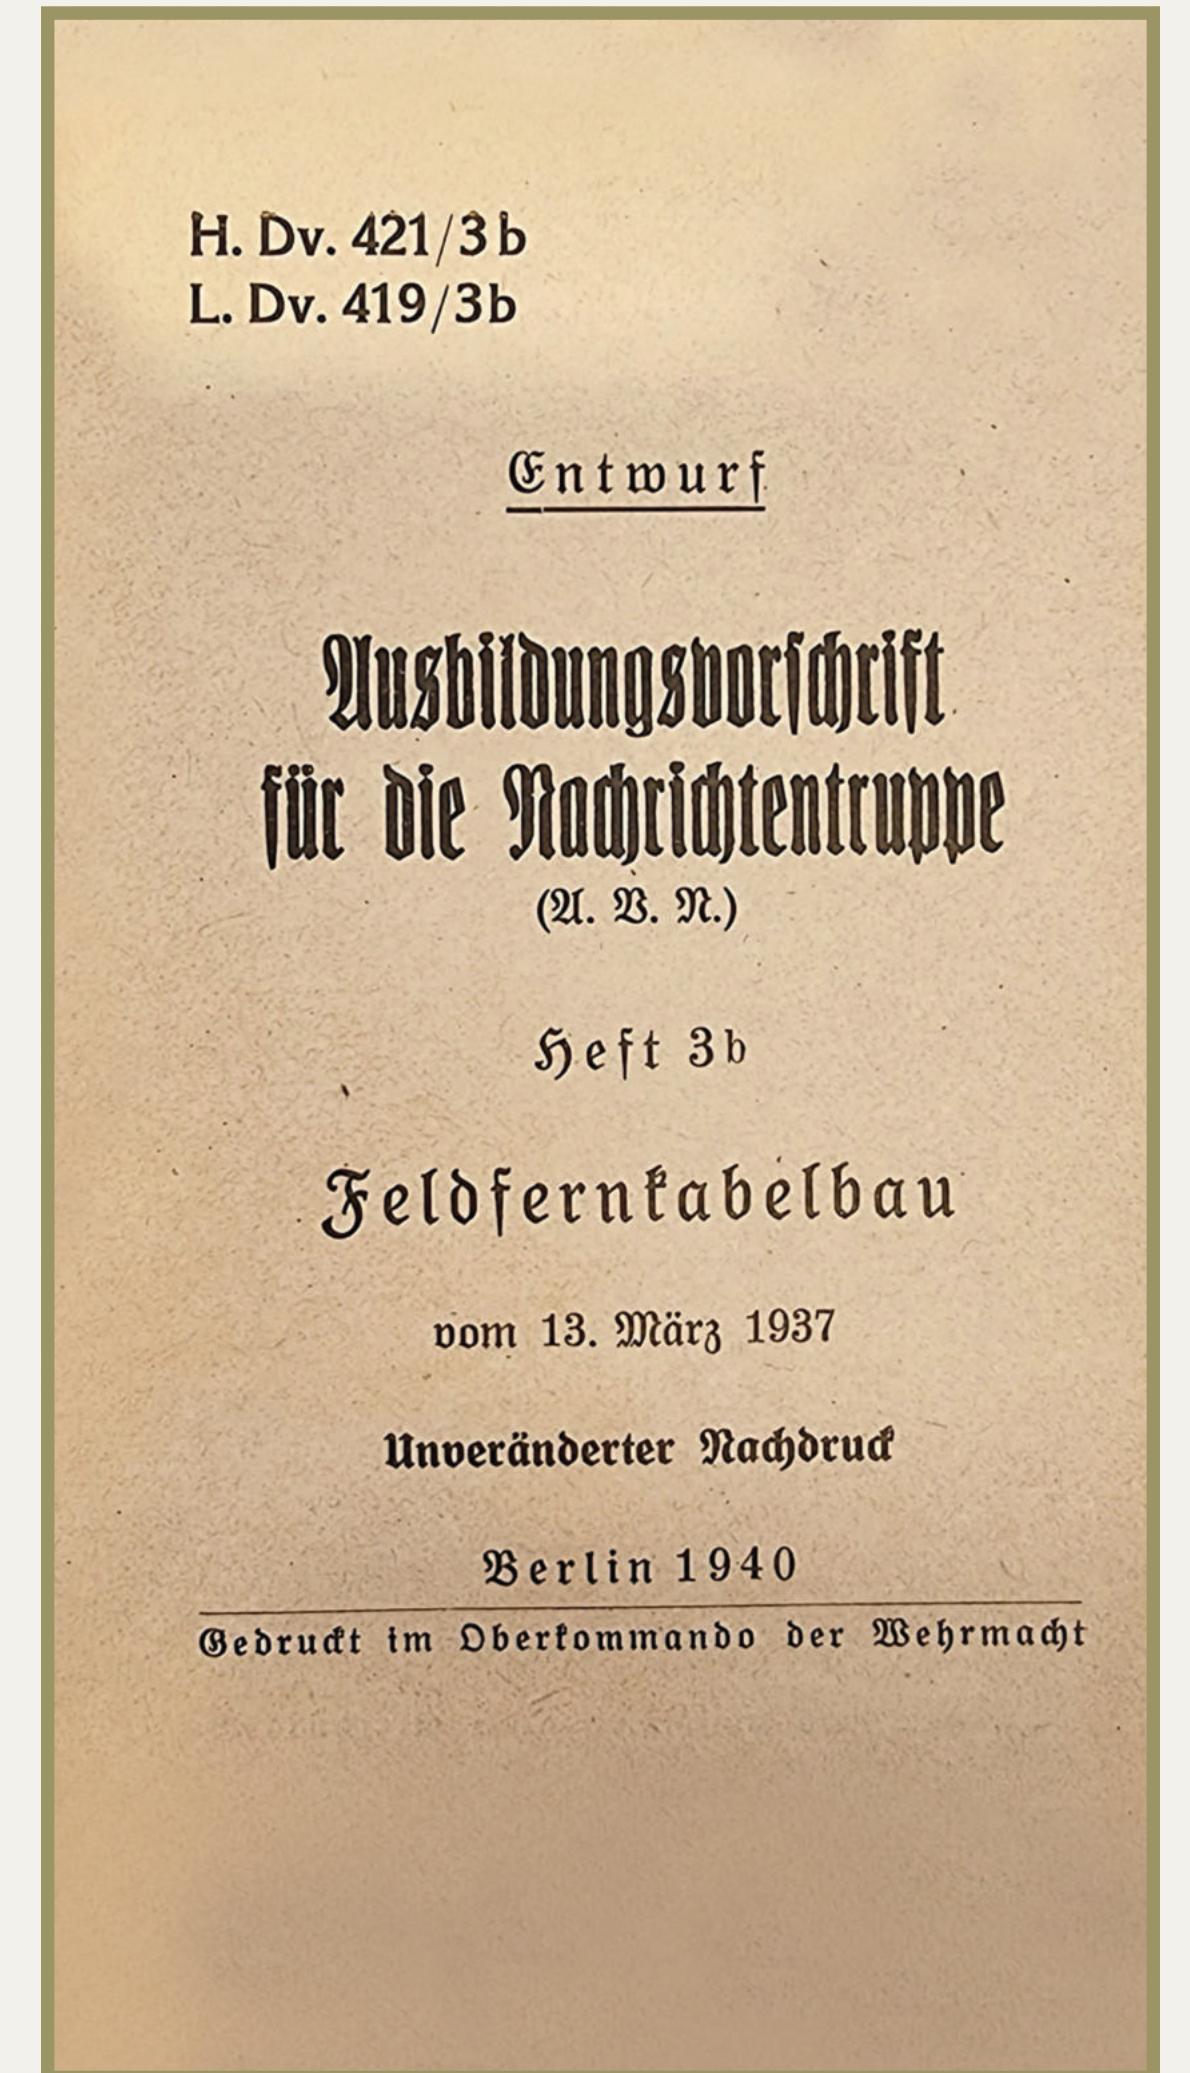 H. Dv. 421/3 b
L. Dv. 419/3b
Entwurf
Ausbildungsvorschrift
für die Nachrichtentruppe
(A. V. N.)
Heft 3b
Feldfernkabelbau
vom 13. März 1937
Unveränderter Nachdruck
Berlin 1940
Gedruckt im Oberkommando der Wehrmacht